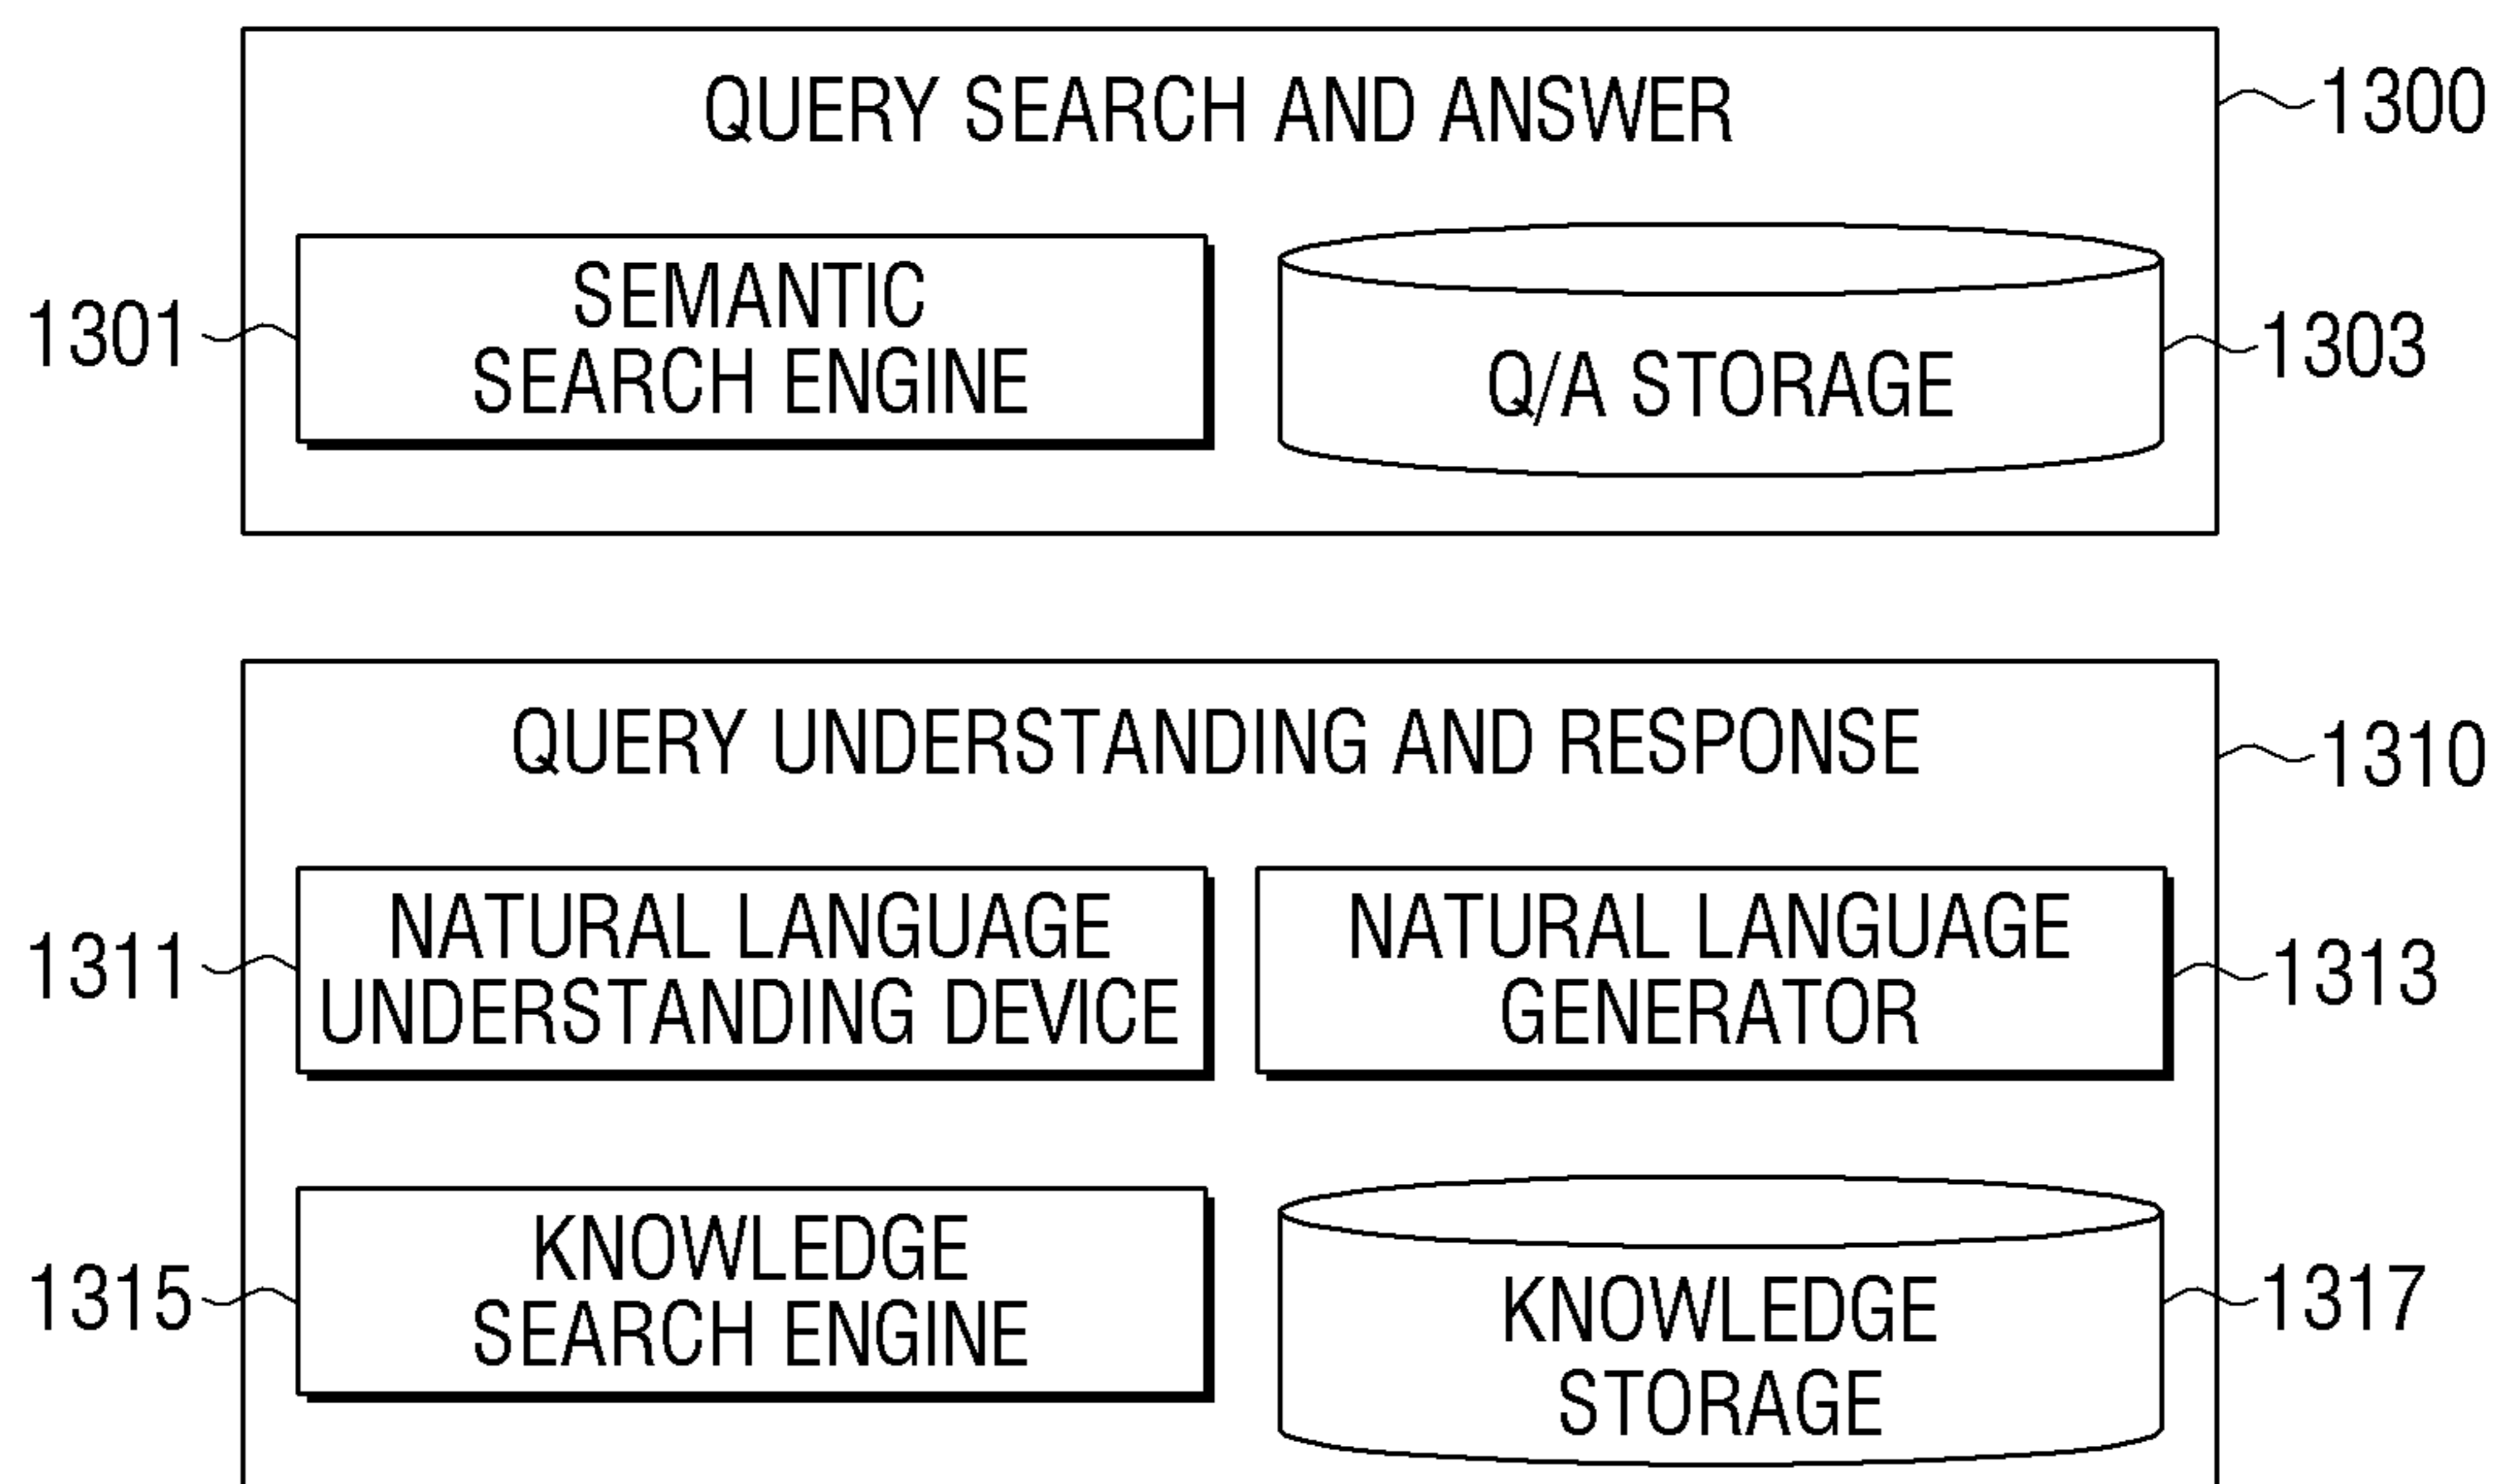 QUERY SEARCH AND ANSWER
1300
SEMANTIC
SEARCH ENGINE
1301
Q/A STORAGE
1303
QUERY UNDERSTANDING AND RESPONSE
1310
NATURAL LANGUAGE
UNDERSTANDING DEVICE
1311
NATURAL LANGUAGE
GENERATOR
1313
KNOWLEDGE
SEARCH ENGINE
1315
KNOWLEDGE
STORAGE
1317